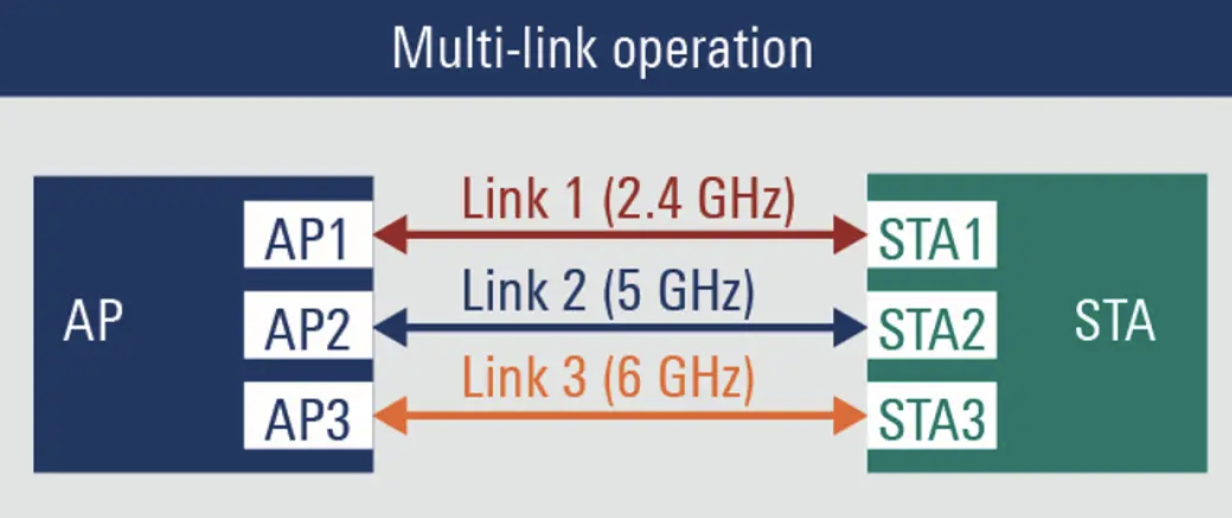 Multi-link operation
Link 1 (2.4 GHz)
AP1
STA1
Link 2 (5 GHz)
AP
AP2
STA2
STA
Link 3 (6 GHz)
AP3
STA3